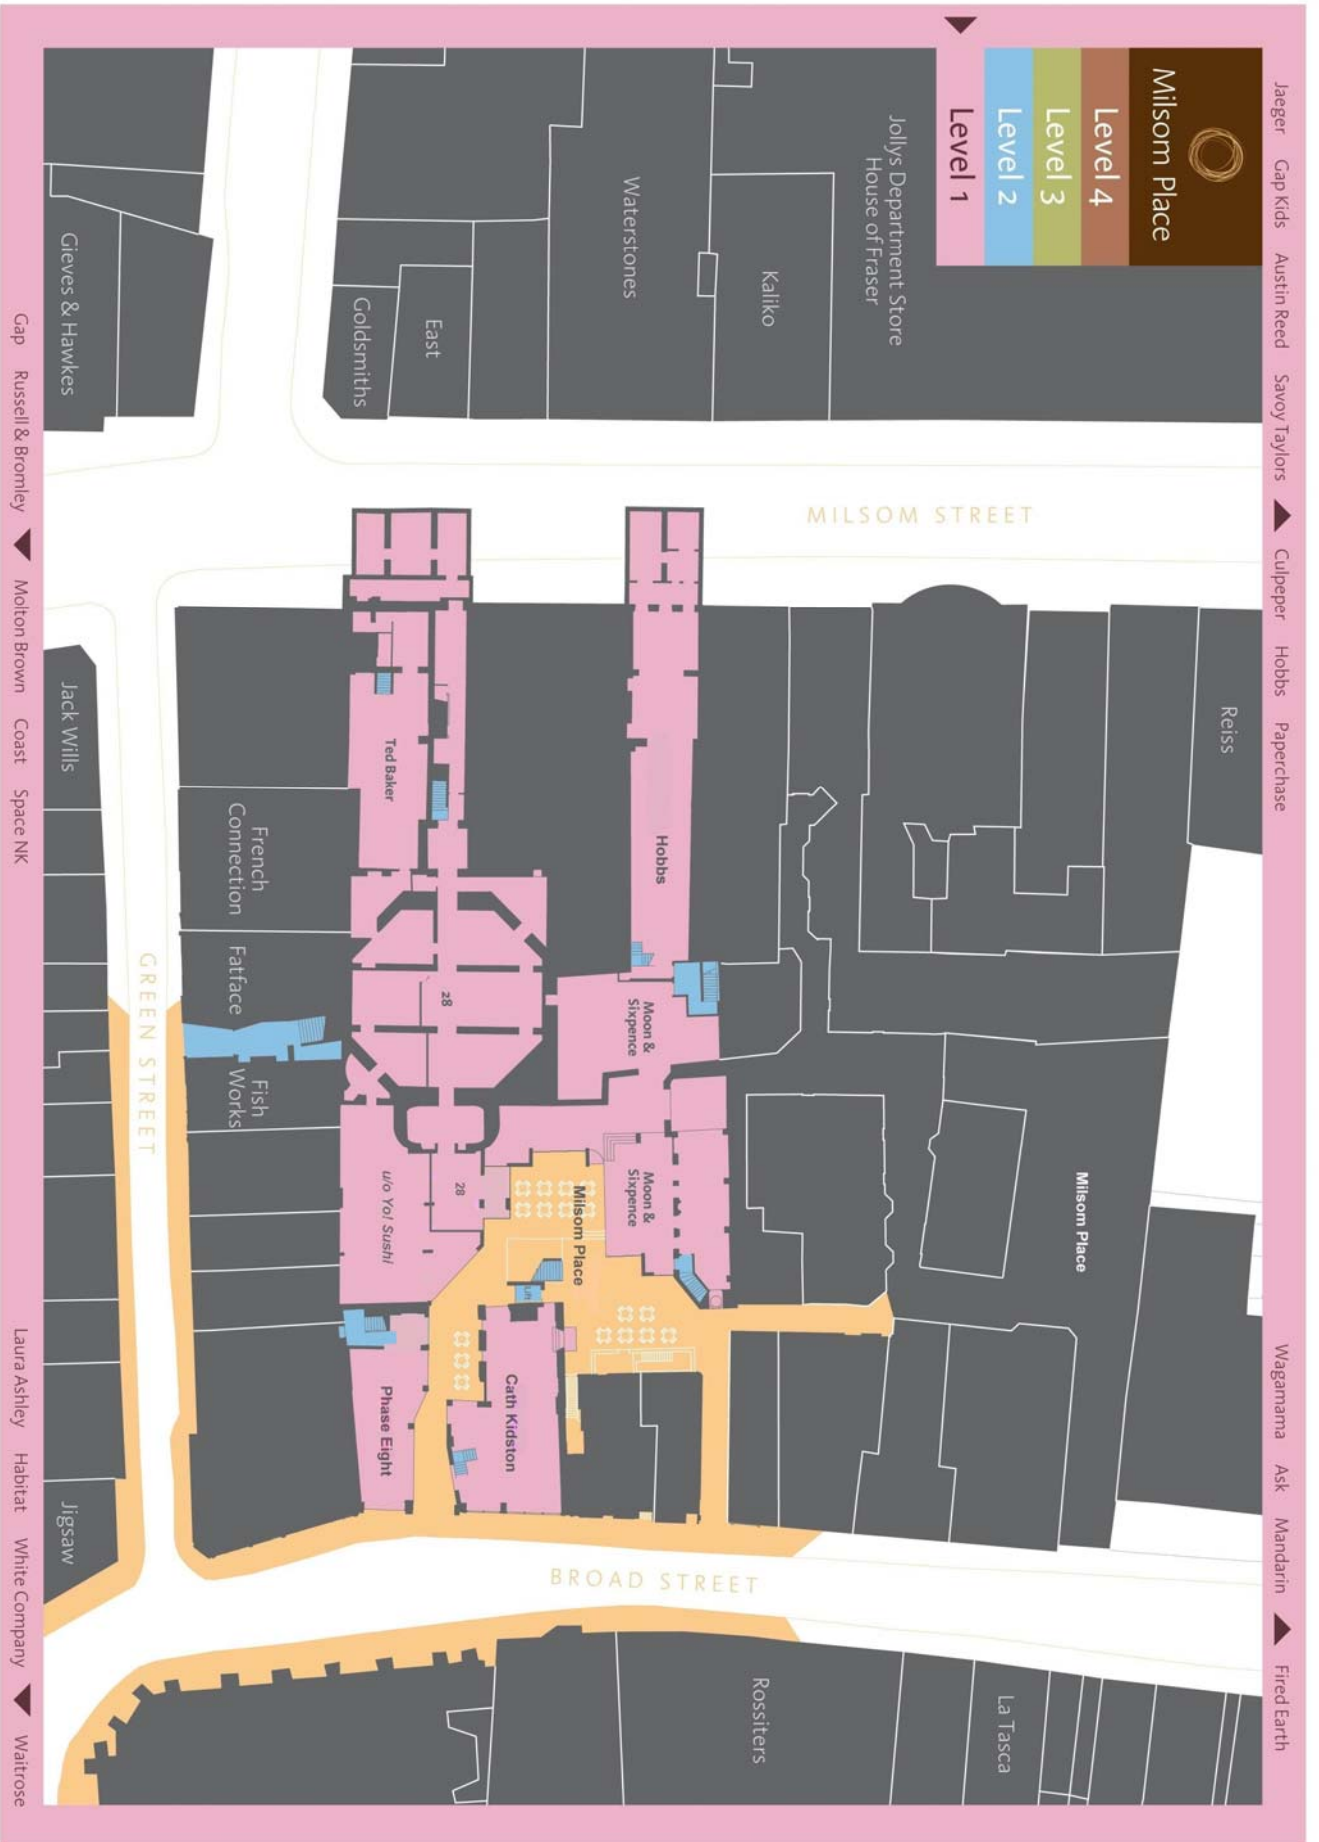 Jaeger Gap Kids Austin Reed Savoy Taylors Culpeper Hobbs Paperchase Wagamama Ask Mandarin Fired Earth
Milsom Place
Level 4
Level 3
Level 2
Level 1
Jollys Department Store
House of Fraser
Kaliko
Waterstones
East
Goldsmiths
Gieves & Hawkes
MILSOM STREET
Reiss
Hobbs
Ted Baker
Moon &
Sixpence
Moon &
Sixpence
28
28
u/o Yo! Sushi
Milsom Place
Milsom Place
Lift
Cath Kidston
Phase Eight
French
Connection
Fatface
Fish
Works
GREEN STREET
Jack Wills
Jigsaw
BROAD STREET
Rossiters
La Tasca
Gap Russell & Bromley Molton Brown Coast Space NK Laura Ashley Habitat White Company Waitrose